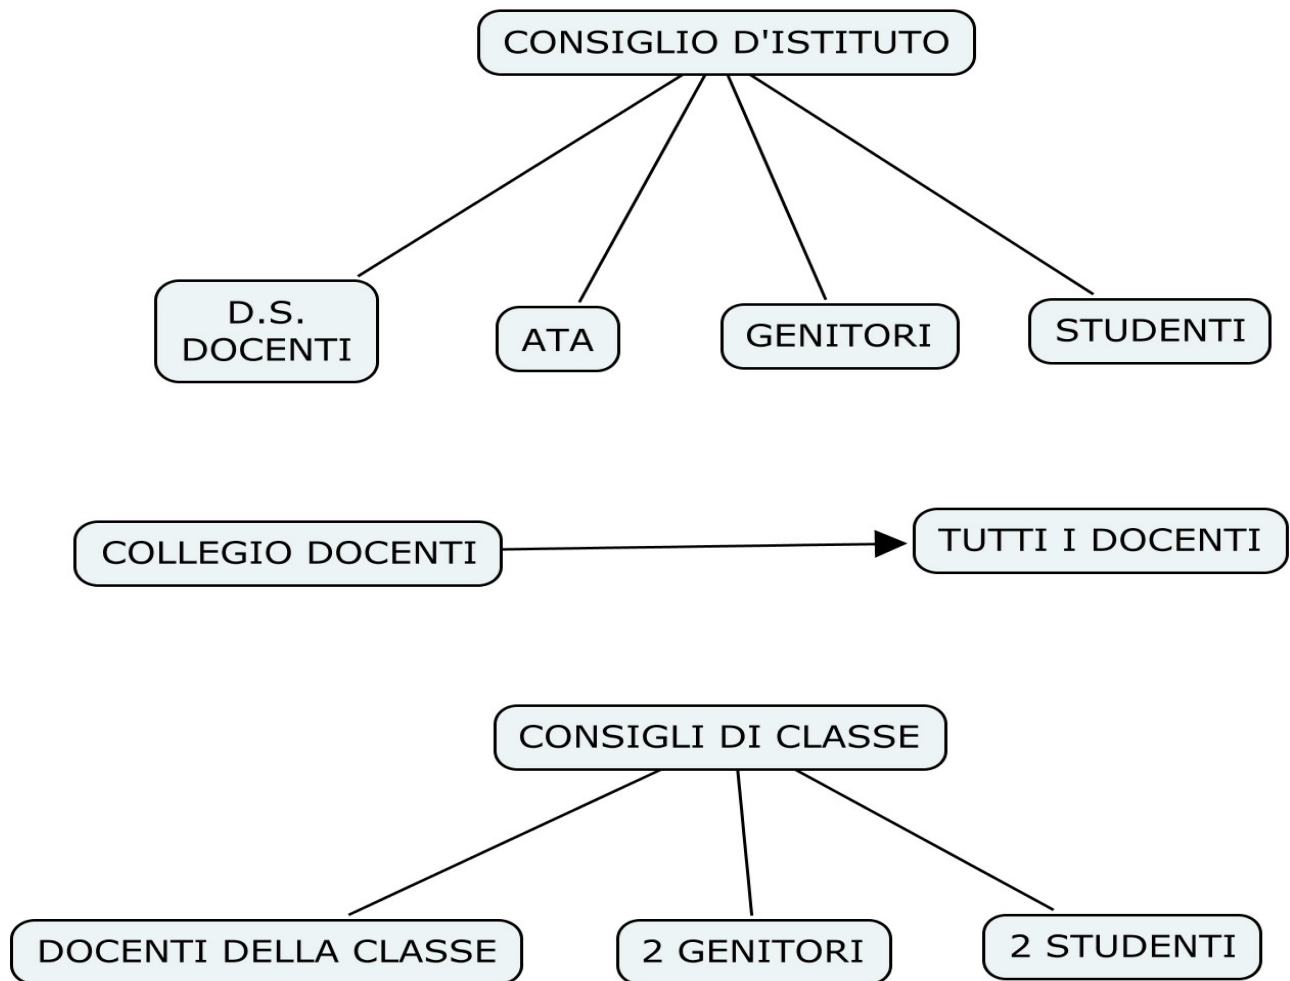 CONSIGLIO D'ISTITUTO
D.S.
DOCENTI
ATA
GENITORI
STUDENTI
COLLEGIO DOCENTI
TUTTI I DOCENTI
CONSIGLI DI CLASSE
DOCENTI DELLA CLASSE
2 GENITORI
2 STUDENTI